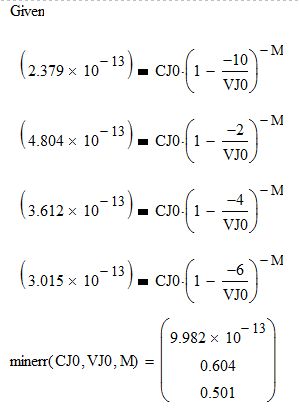 Given
(2.379 × 10^-13) = CJ0·(1 - -10/VJ0)^-M
(4.804 × 10^-13) = CJ0·(1 - -2/VJ0)^-M
(3.612 × 10^-13) = CJ0·(1 - -4/VJ0)^-M
(3.015 × 10^-13) = CJ0·(1 - -6/VJ0)^-M
minerr(CJ0, VJ0, M) = (9.982 × 10^-13
0.604
0.501)